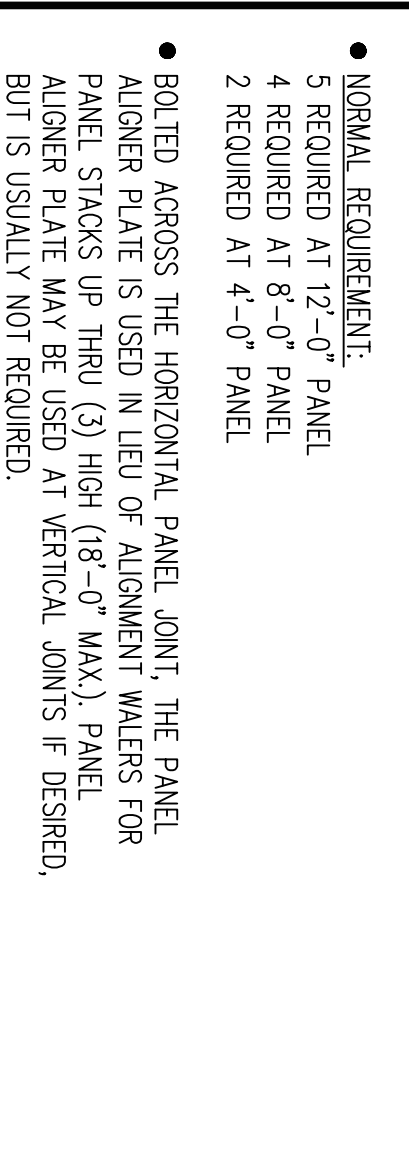 ● NORMAL REQUIREMENT:
5 REQUIRED AT 12'-0" PANEL
4 REQUIRED AT 8'-0" PANEL
2 REQUIRED AT 4'-0" PANEL
● BOLTED ACROSS THE HORIZONTAL PANEL JOINT, THE PANEL
ALIGNER PLATE IS USED IN LIEU OF ALIGNMENT WALERS FOR
PANEL STACKS UP THRU (3) HIGH (18'-0" MAX.). PANEL
ALIGNER PLATE MAY BE USED AT VERTICAL JOINTS IF DESIRED,
BUT IS USUALLY NOT REQUIRED.